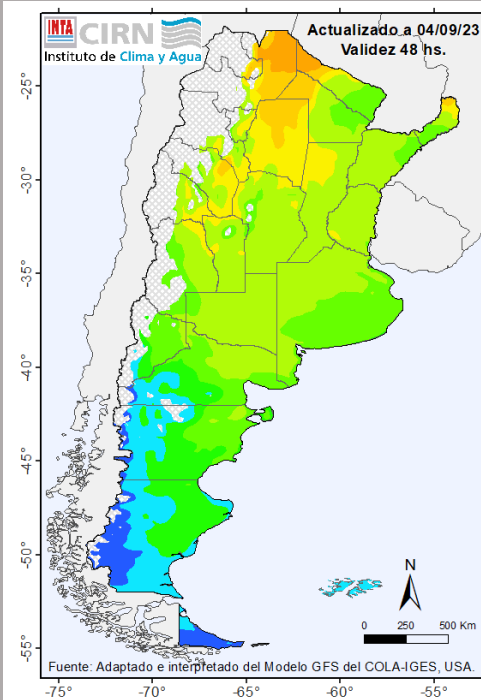 INTA CIRN
Instituto de Clima y Agua
Actualizado a 04/09/23
Validez 48 hs.
-25°
-30°
-35°
-40°
-45°
-50°
-55°
N
0 250 500 Km
Fuente: Adaptado e interpretado del Modelo GFS del COLA-IGES, USA.
-75° -70° -65° -60° -55°